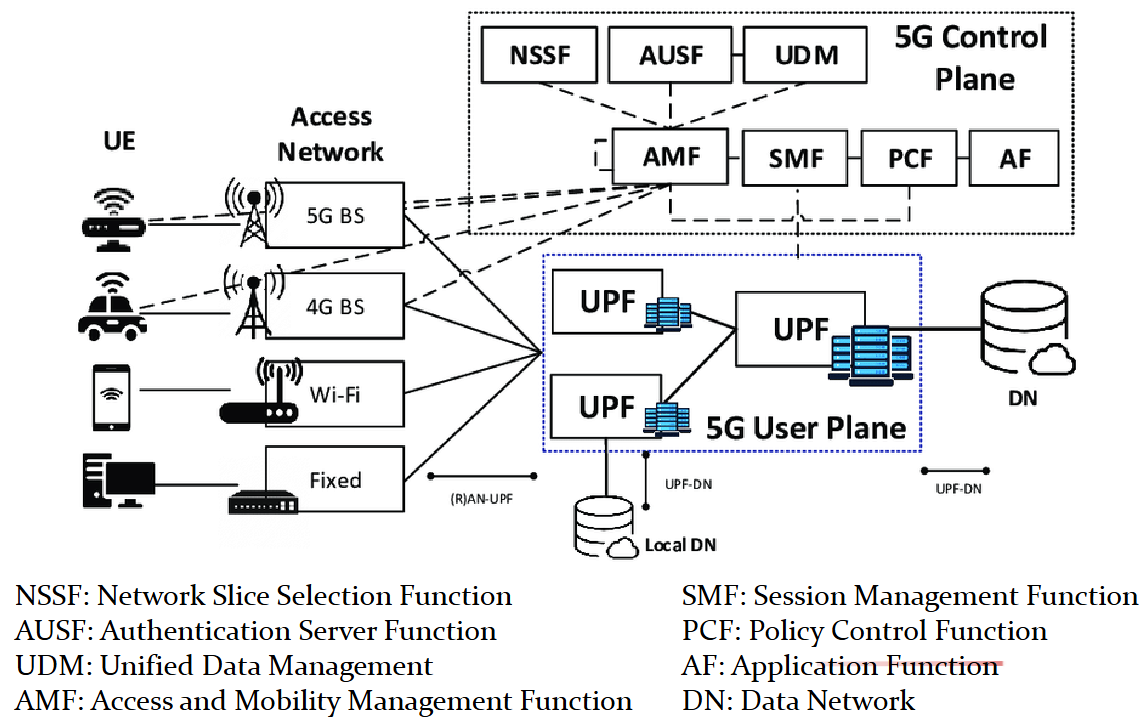 5G Control
Plane
NSSF
AUSF
UDM
UE
Access
Network
AMF
SMF
PCF
AF
5G BS
4G BS
UPF
UPF
Wi-Fi
DN
UPF
5G User Plane
Fixed
(R)AN-UPF
UPF-DN
UPF-DN
Local DN
NSSF: Network Slice Selection Function
AUSF: Authentication Server Function
UDM: Unified Data Management
AMF: Access and Mobility Management Function
SMF: Session Management Function
PCF: Policy Control Function
AF: Application Function
DN: Data Network